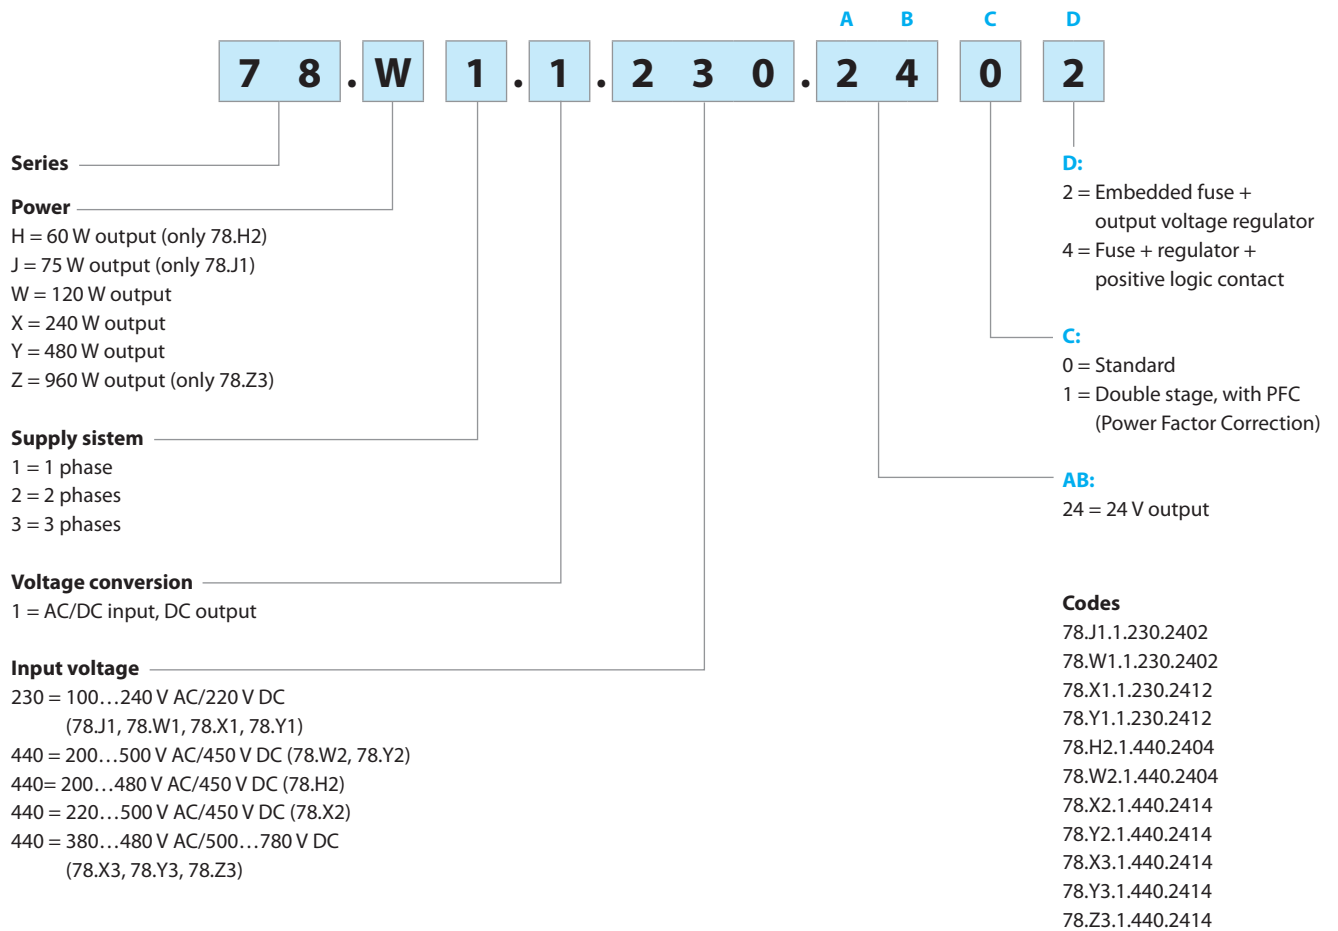 A B C D
7 8 . W 1 . 1 . 2 3 0 . 2 4 0 2
Series
Power
H = 60 W output (only 78.H2)
J = 75 W output (only 78.J1)
W = 120 W output
X = 240 W output
Y = 480 W output
Z = 960 W output (only 78.Z3)
Supply sistem
1 = 1 phase
2 = 2 phases
3 = 3 phases
Voltage conversion
1 = AC/DC input, DC output
Input voltage
230 = 100…240 V AC/220 V DC
(78.J1, 78.W1, 78.X1, 78.Y1)
440 = 200…500 V AC/450 V DC (78.W2, 78.Y2)
440= 200…480 V AC/450 V DC (78.H2)
440 = 220…500 V AC/450 V DC (78.X2)
440 = 380…480 V AC/500…780 V DC
(78.X3, 78.Y3, 78.Z3)
D:
2 = Embedded fuse +
output voltage regulator
4 = Fuse + regulator +
positive logic contact
C:
0 = Standard
1 = Double stage, with PFC
(Power Factor Correction)
AB:
24 = 24 V output
Codes
78.J1.1.230.2402
78.W1.1.230.2402
78.X1.1.230.2412
78.Y1.1.230.2412
78.H2.1.440.2404
78.W2.1.440.2404
78.X2.1.440.2414
78.Y2.1.440.2414
78.X3.1.440.2414
78.Y3.1.440.2414
78.Z3.1.440.2414